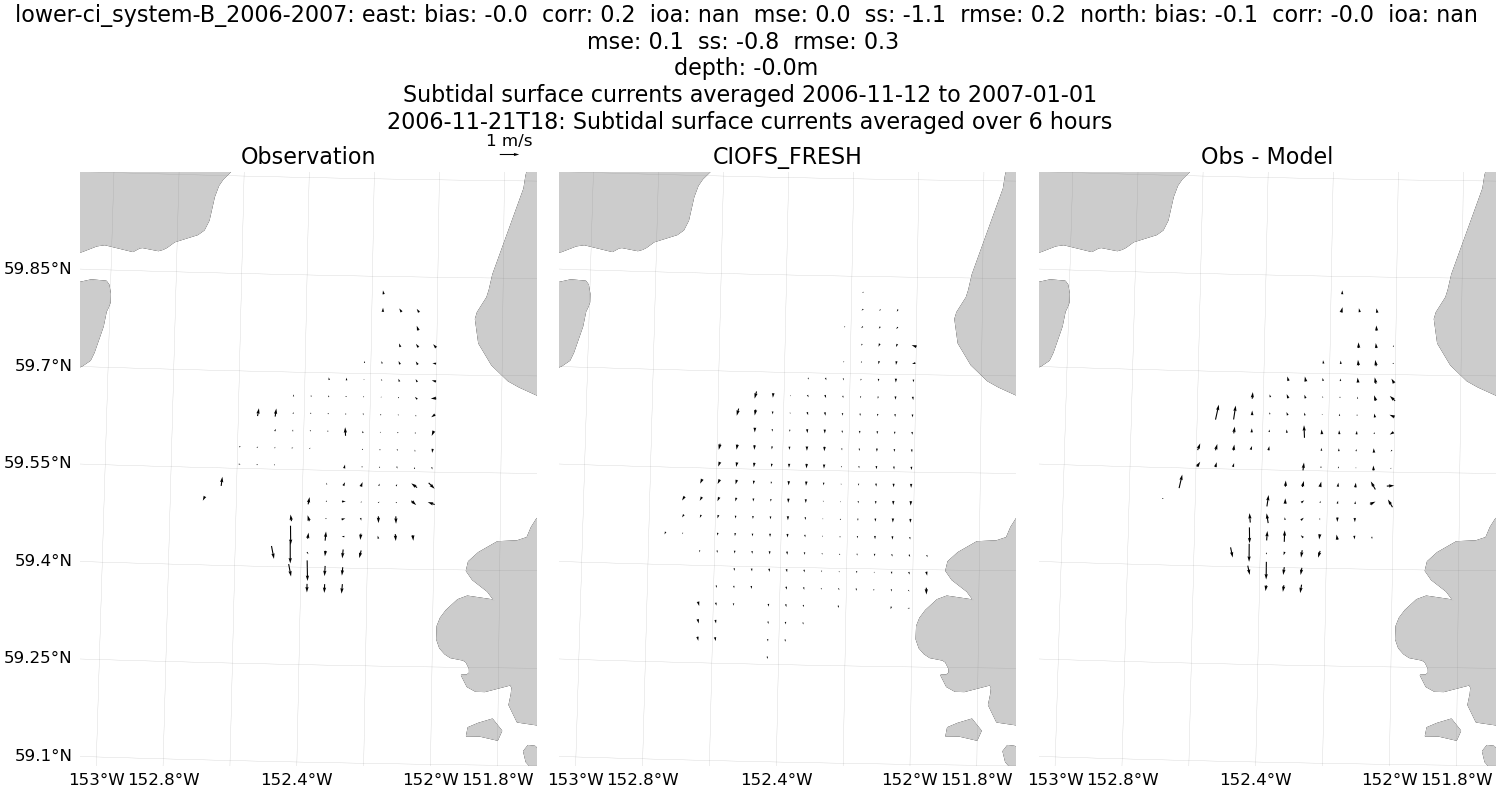 lower-ci_system-B_2006-2007: east: bias: -0.0  corr: 0.2  ioa: nan  mse: 0.0  ss: -1.1  rmse: 0.2  north: bias: -0.1  corr: -0.0  ioa: nan
mse: 0.1  ss: -0.8  rmse: 0.3
depth: -0.0m
Subtidal surface currents averaged 2006-11-12 to 2007-01-01
2006-11-21T18: Subtidal surface currents averaged over 6 hours
1 m/s
Observation
CIOFS_FRESH
Obs - Model
59.85°N
59.7°N
59.55°N
59.4°N
59.25°N
59.1°N
153°W 152.8°W 152.4°W 152°W 151.8°W
153°W 152.8°W 152.4°W 152°W 151.8°W
153°W 152.8°W 152.4°W 152°W 151.8°W